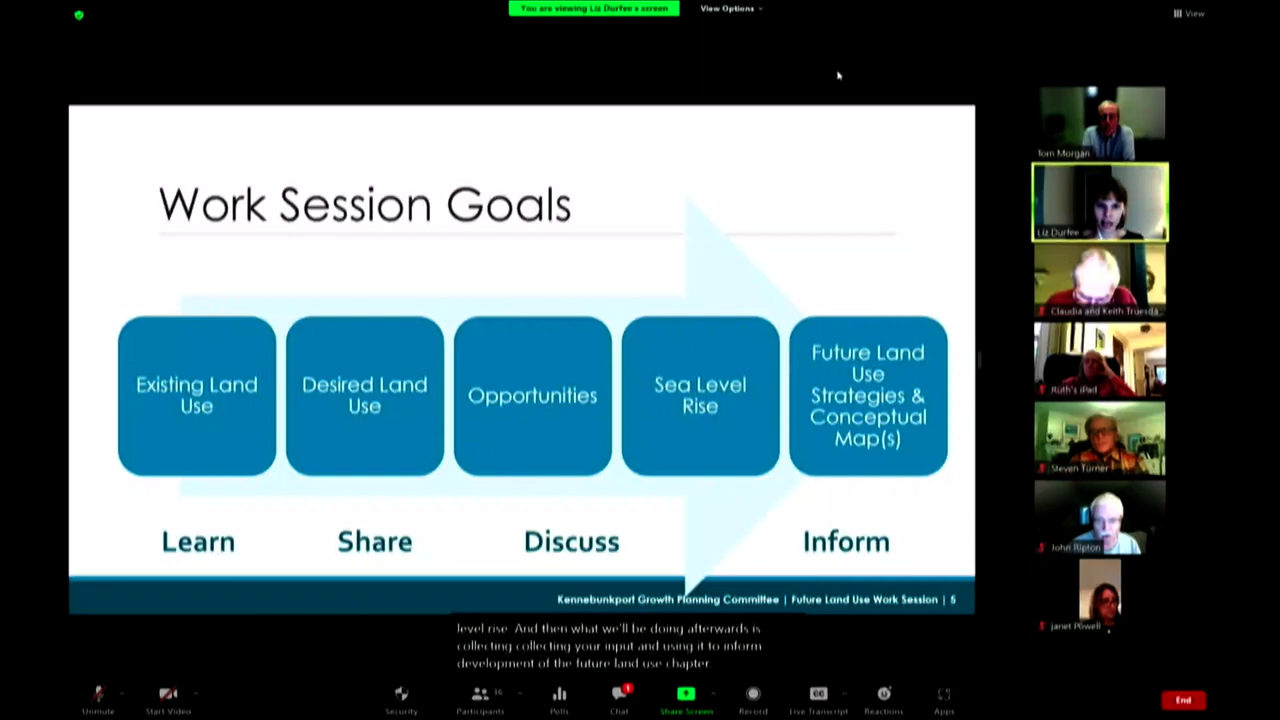 You are viewing Liz Durfee's screen
View Options
View
Work Session Goals
Existing Land
Use
Desired Land
Use
Opportunities
Sea Level
Rise
Future Land
Use
Strategies &
Conceptual
Map(s)
Learn
Share
Discuss
Inform
Kennebunkport Growth Planning Committee | Future Land Use Work Session | 5
Tom Morgan
Liz Durfee
Claudia and Keith Truesda
Ruth's iPad
Steven Turner
John Ripton
Janet Powell
level rise. And then what we'll be doing afterwards is
collecting collecting your input and using it to inform
development of the future land use chapter.
Unmute
Start Video
Security
16
Participants
Polls
1
Chat
Share Screen
Record
CC
Live Transcript
Reactions
Apps
End